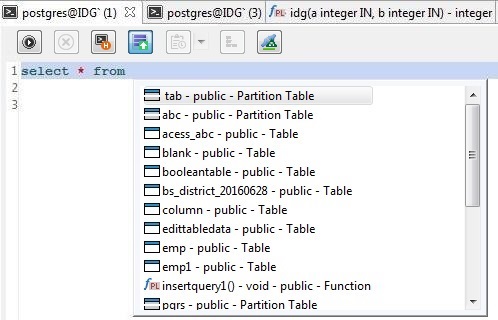 postgres@IDG` (1)
postgres@IDG` (3)
idg(a integer IN, b integer IN) - integer
1 select * from
2
3
tab - public - Partition Table
abc - public - Partition Table
acess_abc - public - Table
blank - public - Table
booleantable - public - Table
bs_district_20160628 - public - Table
column - public - Table
edittabledata - public - Table
emp - public - Table
emp1 - public - Table
insertquery1() - void - public - Function
pqrs - public - Partition Table